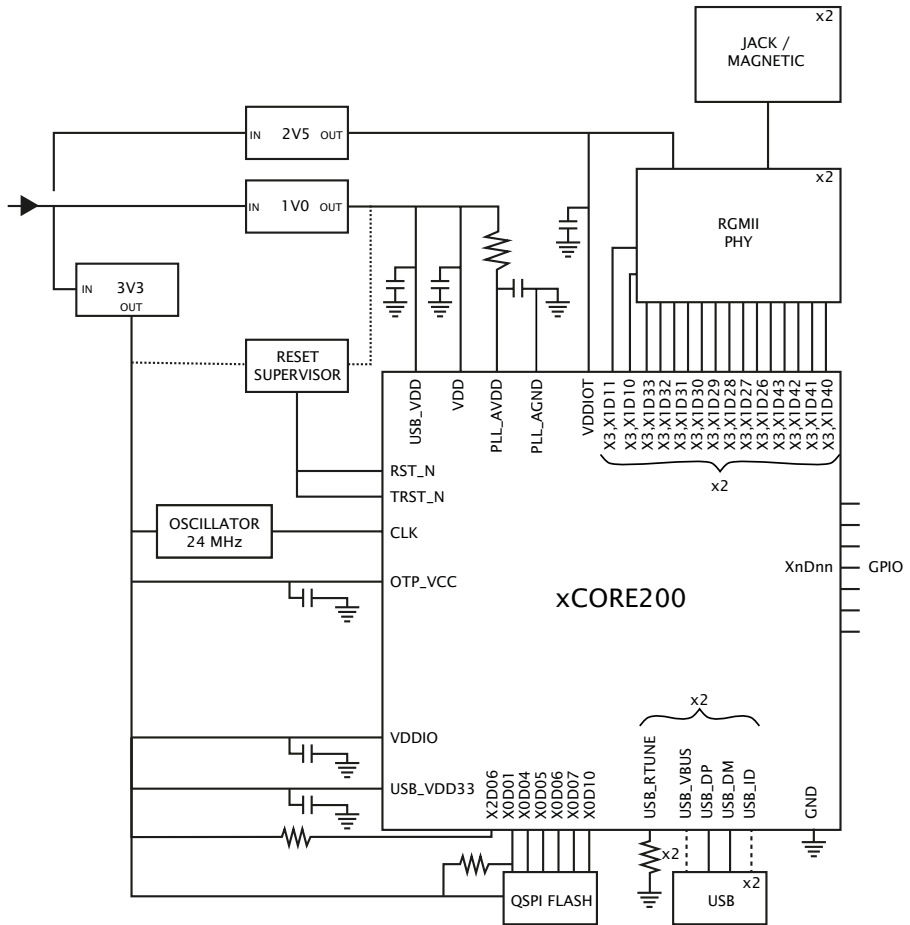 x2
JACK /
MAGNETIC
IN 2V5 OUT
x2
RGMII
PHY
IN 1V0 OUT
IN 3V3
OUT
RESET
SUPERVISOR
USB_VDD
VDD
PLL_AVDD
PLL_AGND
VDDIOT
X3,X1D11
X3,X1D10
X3,X1D33
X3,X1D32
X3,X1D31
X3,X1D30
X3,X1D29
X3,X1D28
X3,X1D27
X3,X1D26
X3,X1D43
X3,X1D42
X3,X1D41
X3,X1D40
x2
RST_N
TRST_N
OSCILLATOR
24 MHz
CLK
XnDnn GPIO
OTP_VCC
xCORE200
x2
VDDIO
USB_VDD33
X2D06
X0D01
X0D04
X0D05
X0D06
X0D07
X0D10
USB_RTUNE
USB_VBUS
USB_DP
USB_DM
USB_ID
GND
x2
QSPI FLASH
x2
USB